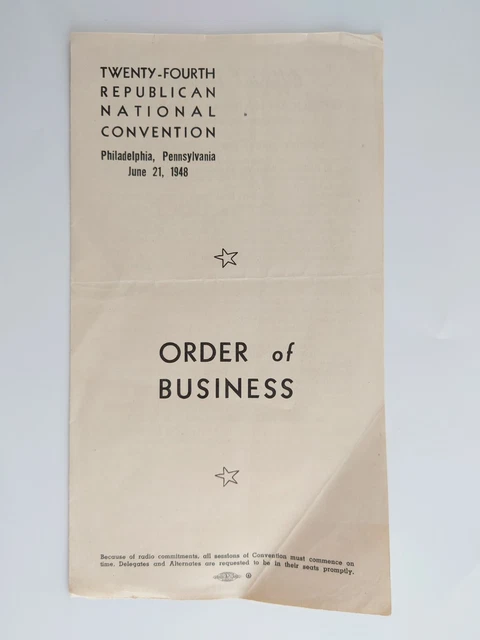 TWENTY-FOURTH
REPUBLICAN
NATIONAL
CONVENTION
Philadelphia, Pennsylvania
June 21, 1948
ORDER of
BUSINESS
Because of radio commitments, all sessions of Convention must commence on
time. Delegates and Alternates are requested to be in their seats promptly.